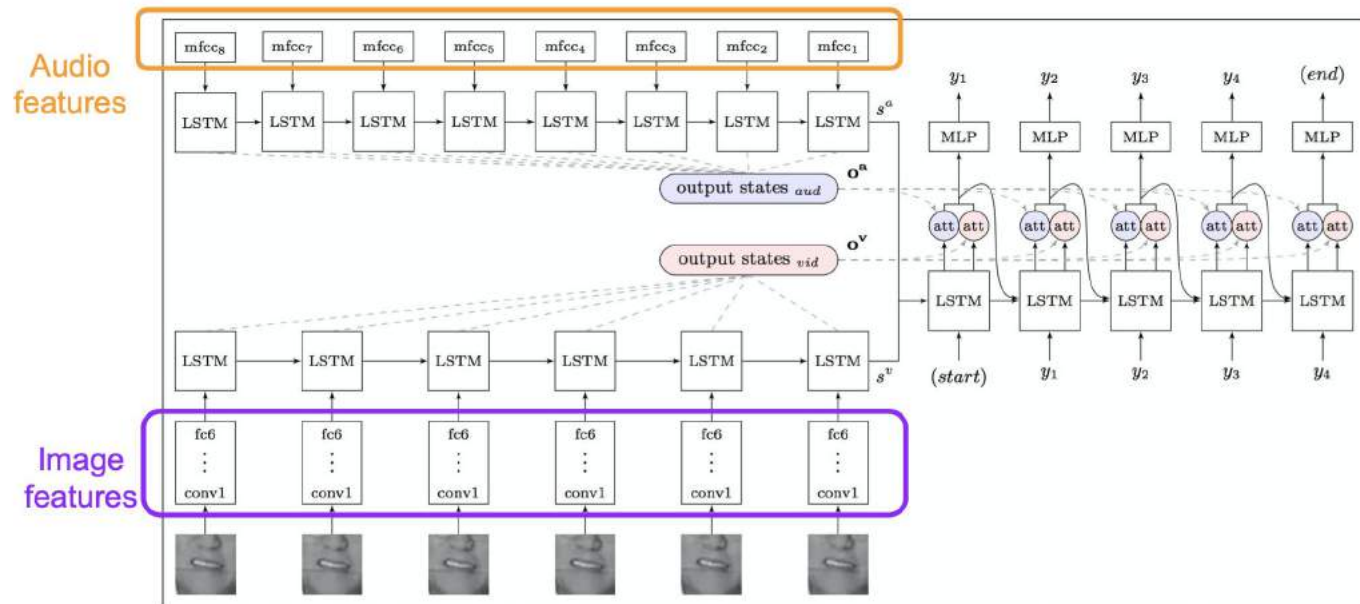 Audio
features
mfcc₈ mfcc₇ mfcc₆ mfcc₅ mfcc₄ mfcc₃ mfcc₂ mfcc₁
LSTM LSTM LSTM LSTM LSTM LSTM LSTM LSTM
sᵃ
output states aud
oᵃ
output states vid
oᵛ
LSTM LSTM LSTM LSTM LSTM LSTM
sᵛ
Image
features
fc6 fc6 fc6 fc6 fc6 fc6
⋮ ⋮ ⋮ ⋮ ⋮ ⋮
conv1 conv1 conv1 conv1 conv1 conv1
y₁ y₂ y₃ y₄ (end)
MLP MLP MLP MLP MLP
att att att att att att att att att att
LSTM LSTM LSTM LSTM LSTM
(start) y₁ y₂ y₃ y₄